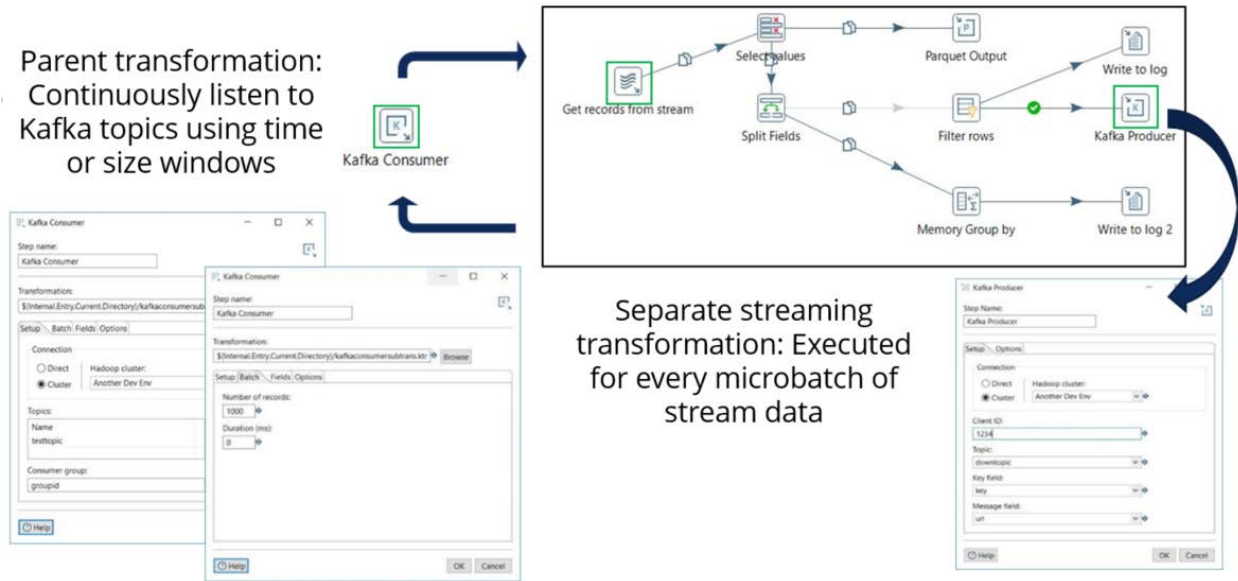 Parent transformation:
Continuously listen to
Kafka topics using time
or size windows
Kafka Consumer
Get records from stream
Select values
Parquet Output
Write to log
Split Fields
Filter rows
Kafka Producer
Memory Group by
Write to log 2
Kafka Consumer
Step name:
Kafka Consumer
Transformation:
${Internal.Entry.Current.Directory}/kafkaconsumersub
Setup Batch Fields Options
Connection
Direct
Cluster
Hadoop cluster:
Another Dev Env
Topics:
Name
testtopic
Consumer group:
groupid
Help
Kafka Consumer
Step name:
Kafka Consumer
Transformation:
${Internal.Entry.Current.Directory}/kafkaconsumersubtrans.ktr
Browse
Setup Batch Fields Options
Number of records:
1000
Duration (ms):
0
Help
OK Cancel
Separate streaming
transformation: Executed
for every microbatch of
stream data
Kafka Producer
Step Name:
Kafka Producer
Setup Options
Connection
Direct
Cluster
Hadoop cluster:
Another Dev Env
Client ID:
1234
Topic:
downtopic
Key field:
key
Message field:
url
Help
OK Cancel